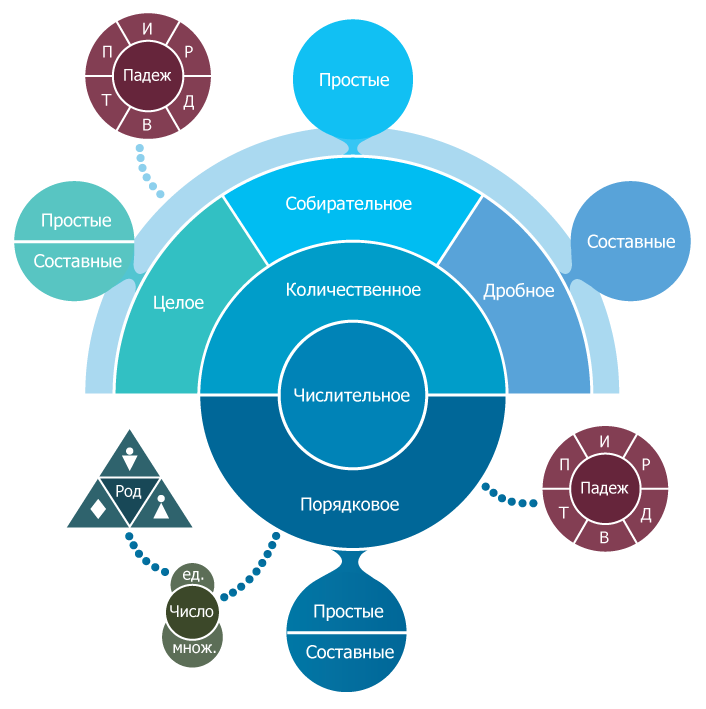 И
П
Р
Падеж
Т
Д
В
Простые
Простые
Составные
Собирательное
Составные
Целое
Количественное
Дробное
Числительное
Порядковое
Род
И
П
Р
Падеж
Т
Д
В
ед.
Число
множ.
Простые
Составные